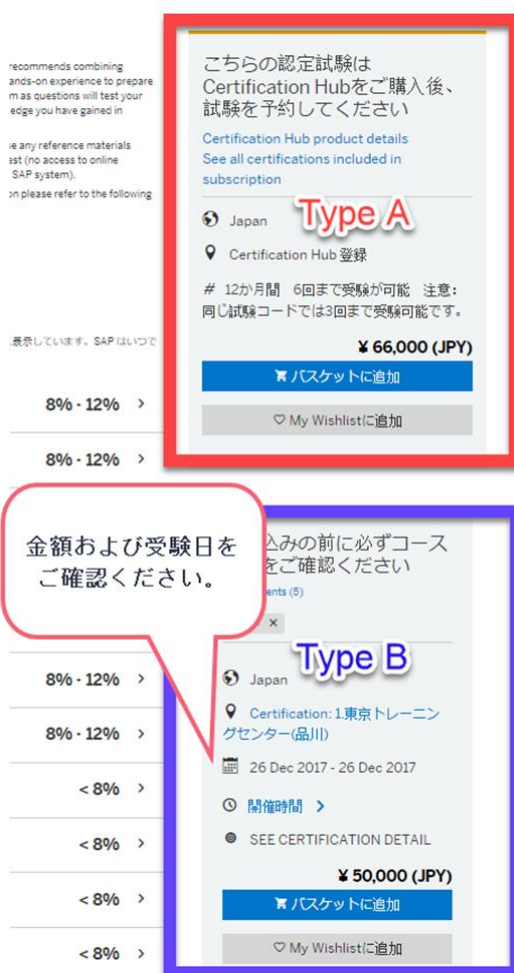 recommends combining
ands-on experience to prepare
m as questions will test your
edge you have gained in
e any reference materials
est (no access to online
SAP system).
on please refer to the following
表示しています。SAP はいつで
8% - 12% >
8% - 12% >
こちらの認定試験は
Certification Hubをご購入後、
試験を予約してください
Certification Hub product details
See all certifications included in
subscription
Japan
Type A
Certification Hub 登録
# 12か月間 6回まで受験が可能 注意:
同じ試験コードでは3回まで受験可能です。
¥ 66,000 (JPY)
バスケットに追加
♡ My Wishlistに追加
金額および受験日を
ご確認ください。
8% - 12% >
8% - 12% >
< 8% >
< 8% >
< 8% >
< 8% >
込みの前に必ずコース
をご確認ください
ents (5)
×
Type B
Japan
Certification: 1.東京トレーニン
グセンター(品川)
26 Dec 2017 - 26 Dec 2017
開催時間 >
SEE CERTIFICATION DETAIL
¥ 50,000 (JPY)
バスケットに追加
♡ My Wishlistに追加